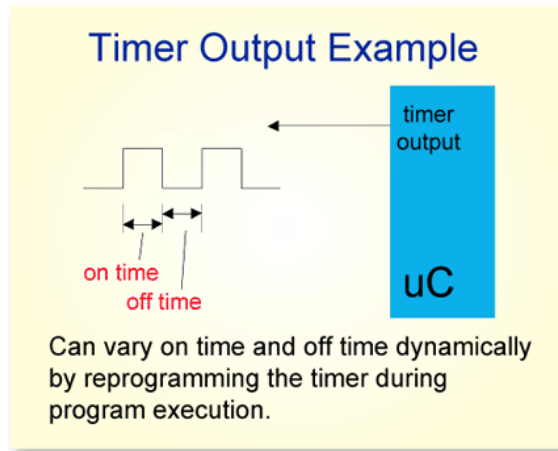 Timer Output Example
timer
output
on time
off time
uC
Can vary on time and off time dynamically
by reprogramming the timer during
program execution.